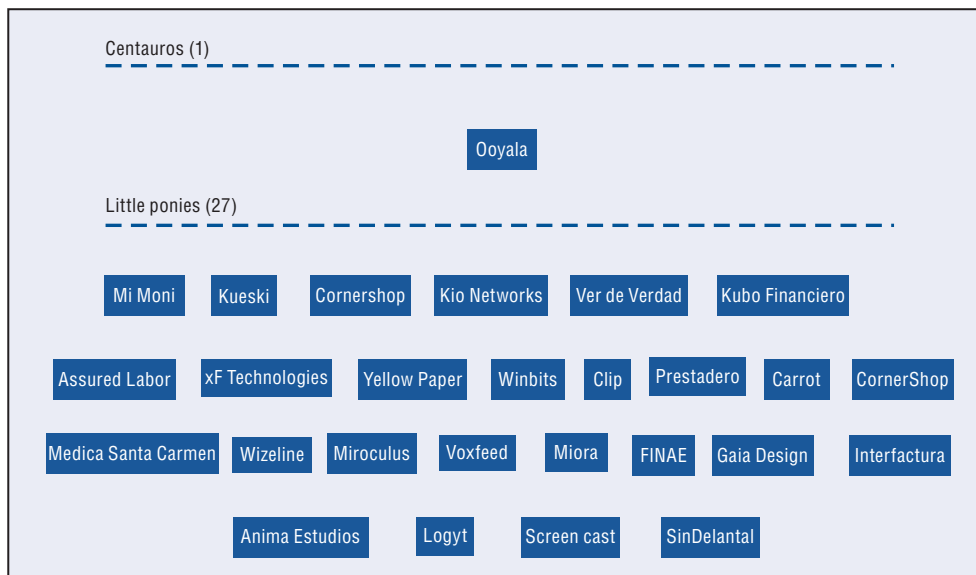 Centauros (1)
Ooyala
Little ponies (27)
Mi Moni Kueski Cornershop Kio Networks Ver de Verdad Kubo Financiero
Assured Labor xF Technologies Yellow Paper Winbits Clip Prestadero Carrot CornerShop
Medica Santa Carmen Wizeline Miroculus Voxfeed Miora FINAE Gaia Design Interfactura
Anima Estudios Logyt Screen cast SinDelantal